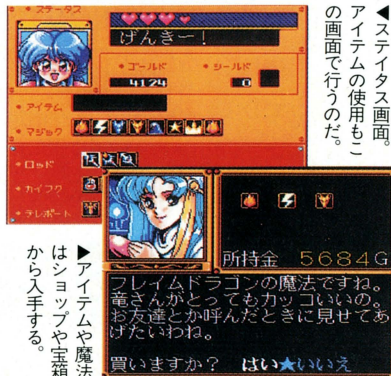 ◀ステイタス画面。
アイテムの使用もこ
の画面で行うのだ。
ステータス
げんきー!
ゴールド
シールド
4124
0
アイテム
マジック
ロッド
カイフク
テレポート
所持金 5684G
フレイムドラゴンの魔法ですね。
竜さんがとってもカッコいいの。
お友達とか呼んだときに見せてあ
げたいわね。
買いますか? はい★いいえ
▶アイテムや魔法
はショップや宝箱
から入手する。